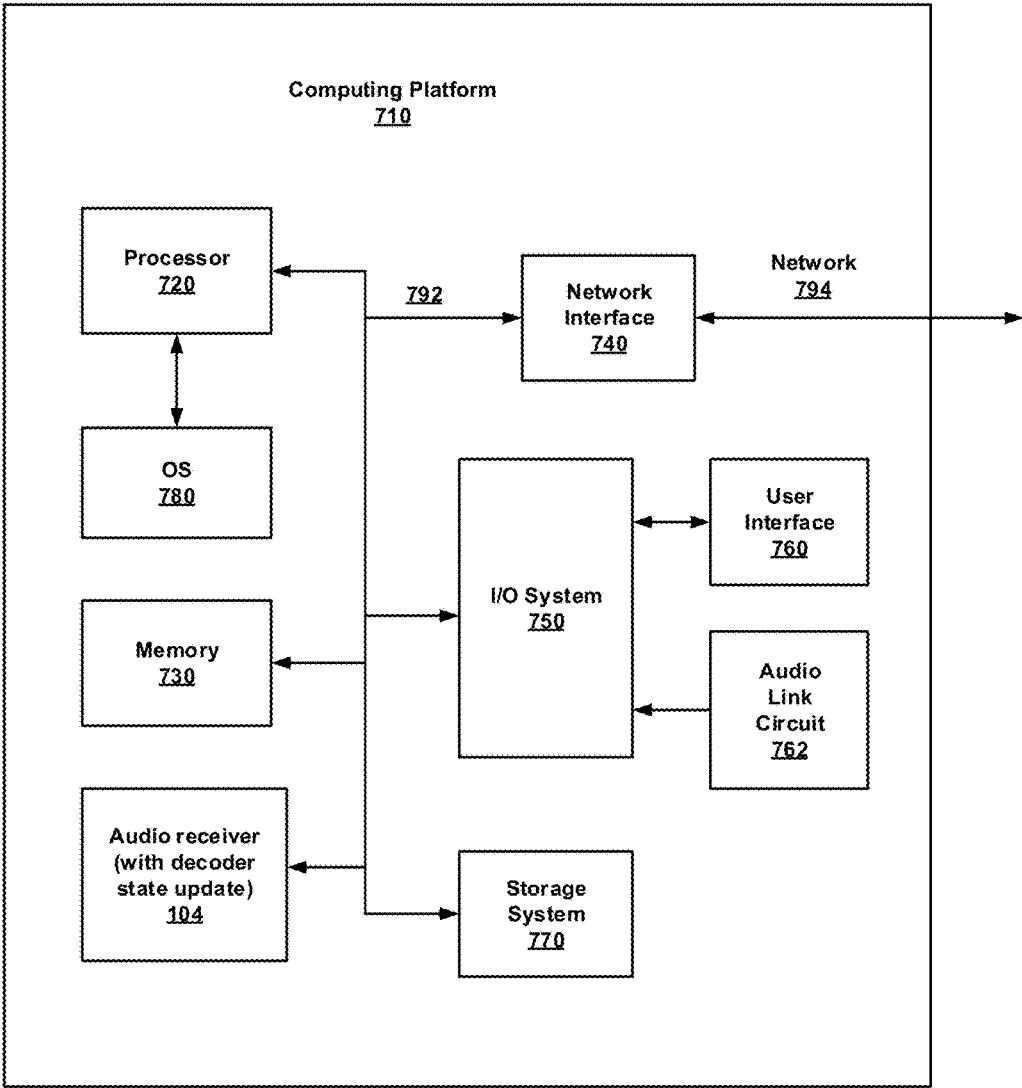 Computing Platform
710
Processor
720
792
Network
Interface
740
Network
794
OS
780
I/O System
750
User
Interface
760
Memory
730
Audio
Link
Circuit
762
Audio receiver
(with decoder
state update)
104
Storage
System
770